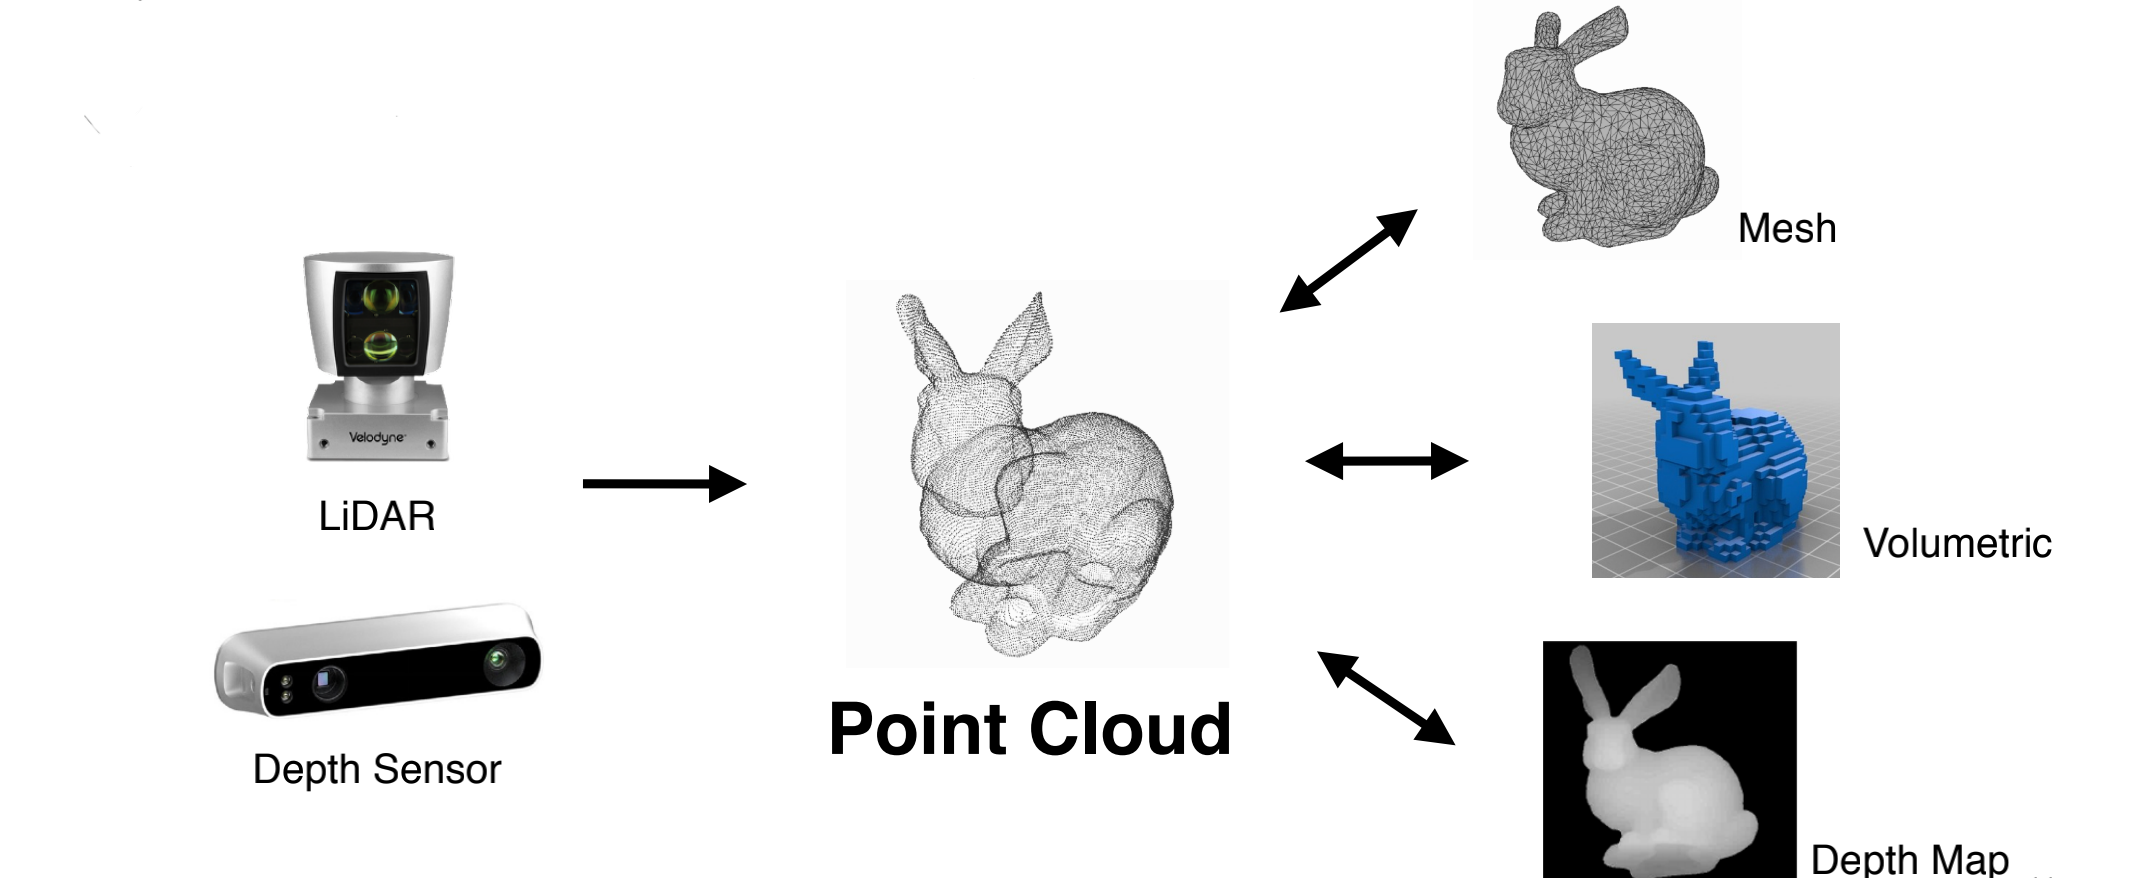 Mesh
Velodyne
LiDAR
Volumetric
Point Cloud
Depth Sensor
Depth Map